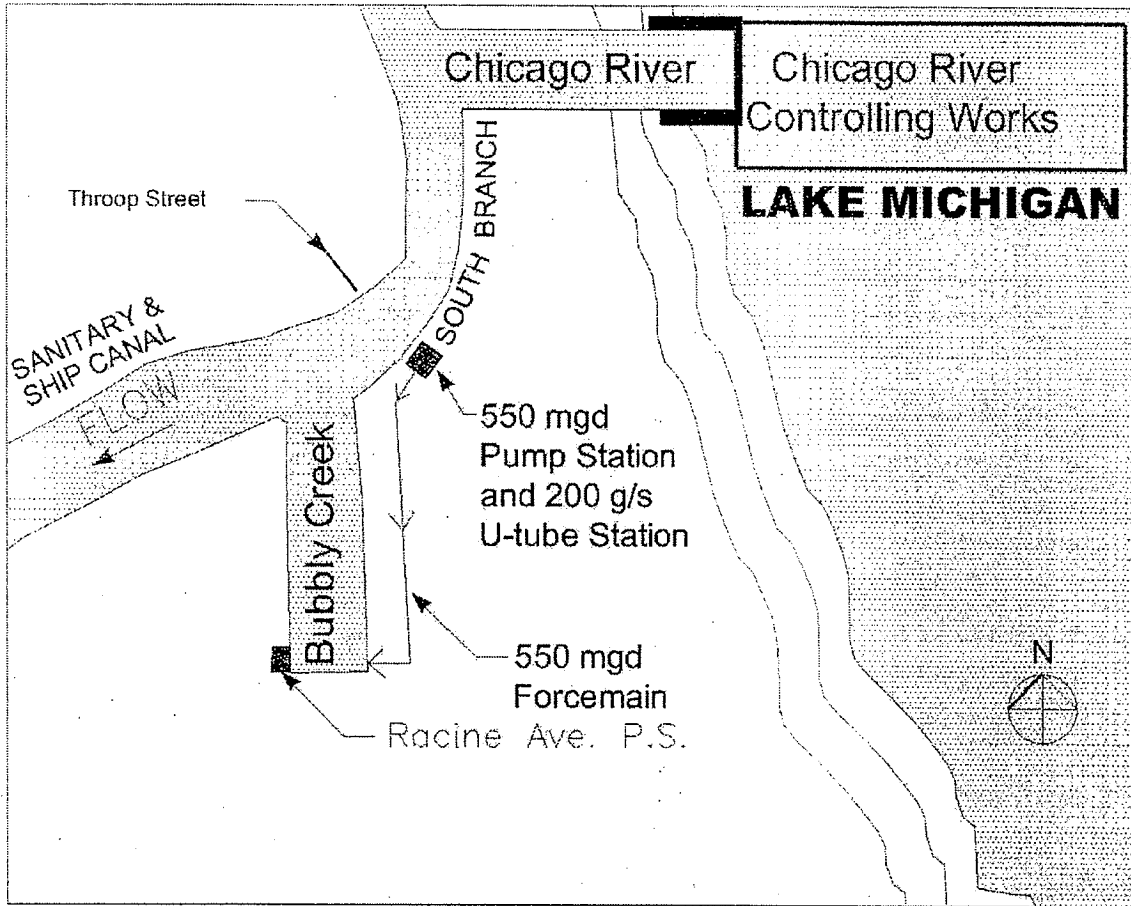 Chicago River
Chicago River
Controlling Works
LAKE MICHIGAN
Throop Street
SOUTH BRANCH
SANITARY &
SHIP CANAL
FLOW
550 mgd
Pump Station
and 200 g/s
U-tube Station
Bubbly Creek
550 mgd
Forcemain
Racine Ave. P.S.
N